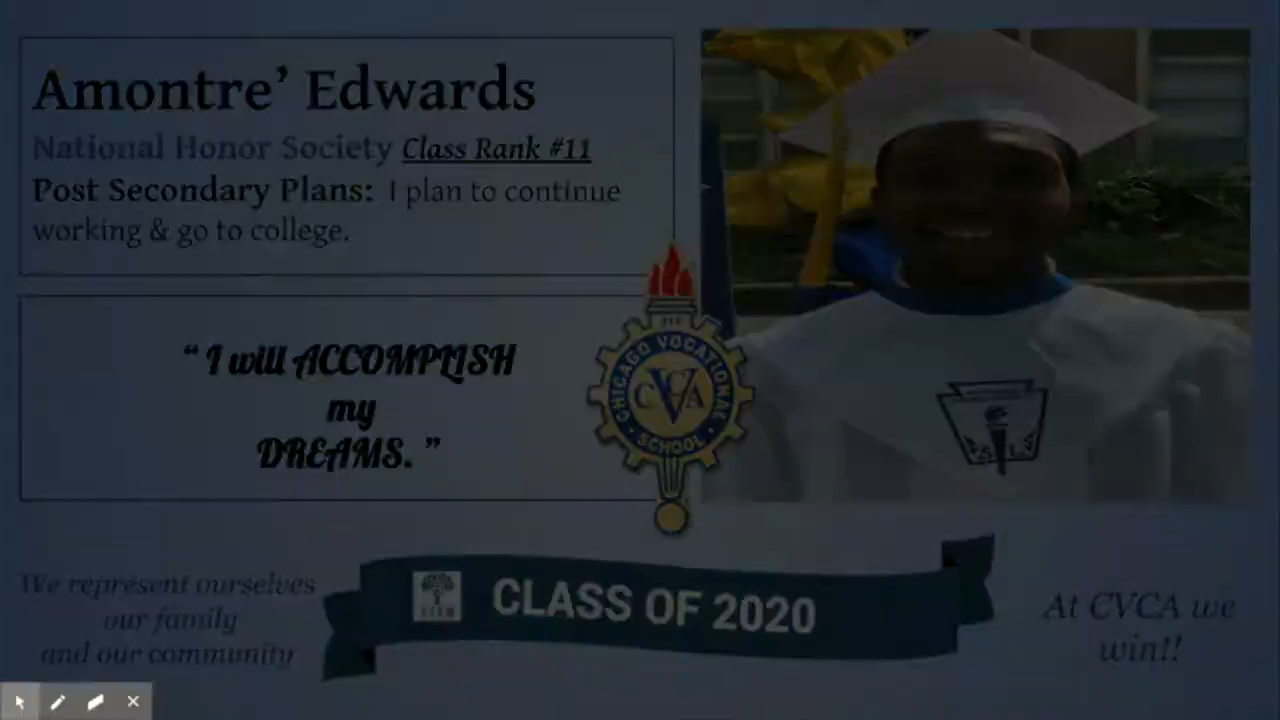 Amontre’ Edwards
National Honor Society Class Rank #11
Post Secondary Plans: I plan to continue
working & go to college.
“ I will ACCOMPLISH
my
DREAMS. ”
CHICAGO VOCATIONAL
CVCA
SCHOOL
CLASS OF 2020
We represent ourselves
our family
and our community
At CVCA we
win!!